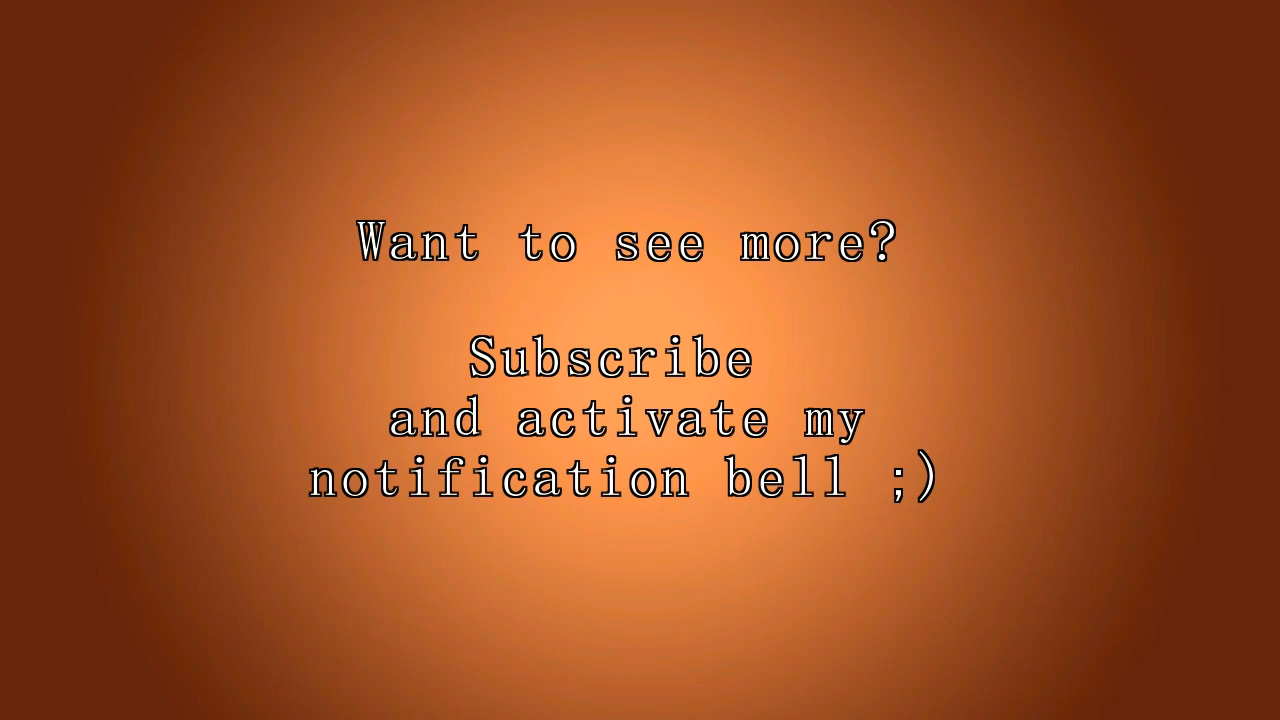 Want to see more?
Subscribe
and activate my
notification bell ;)